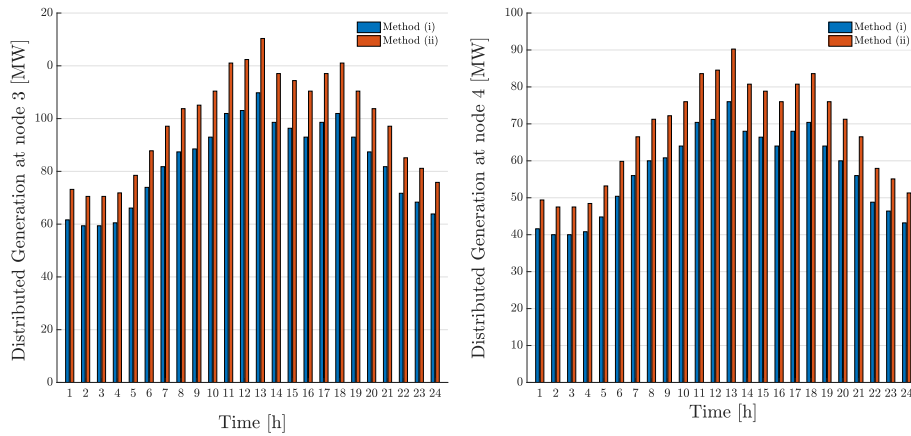 Distributed Generation at node 3 [MW]
20
0
100
80
60
40
20
0
Method (i)
Method (ii)
1 2 3 4 5 6 7 8 9 10 11 12 13 14 15 16 17 18 19 20 21 22 23 24
Time [h]
Distributed Generation at node 4 [MW]
100
90
80
70
60
50
40
30
20
10
0
Method (i)
Method (ii)
1 2 3 4 5 6 7 8 9 10 11 12 13 14 15 16 17 18 19 20 21 22 23 24
Time [h]